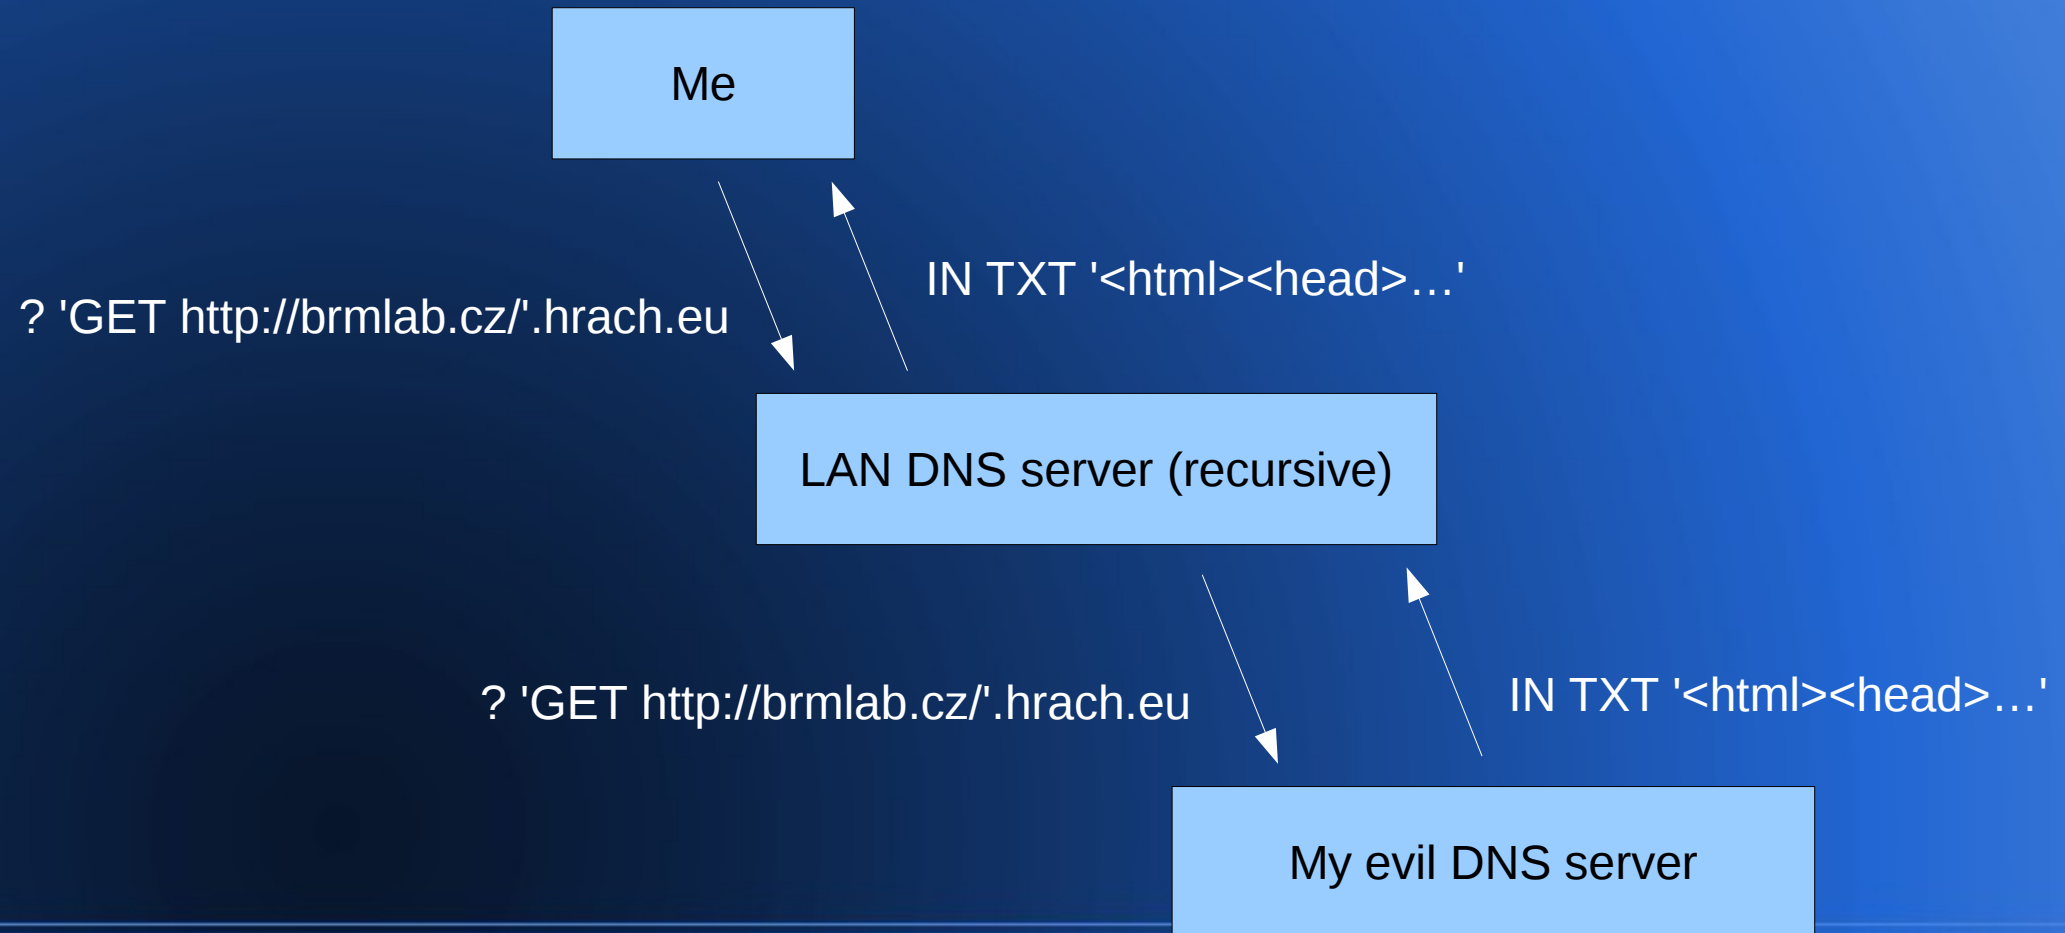 Me
IN TXT '<html><head>…'
? 'GET http://brmlab.cz/'.hrach.eu
LAN DNS server (recursive)
IN TXT '<html><head>…'
? 'GET http://brmlab.cz/'.hrach.eu
My evil DNS server